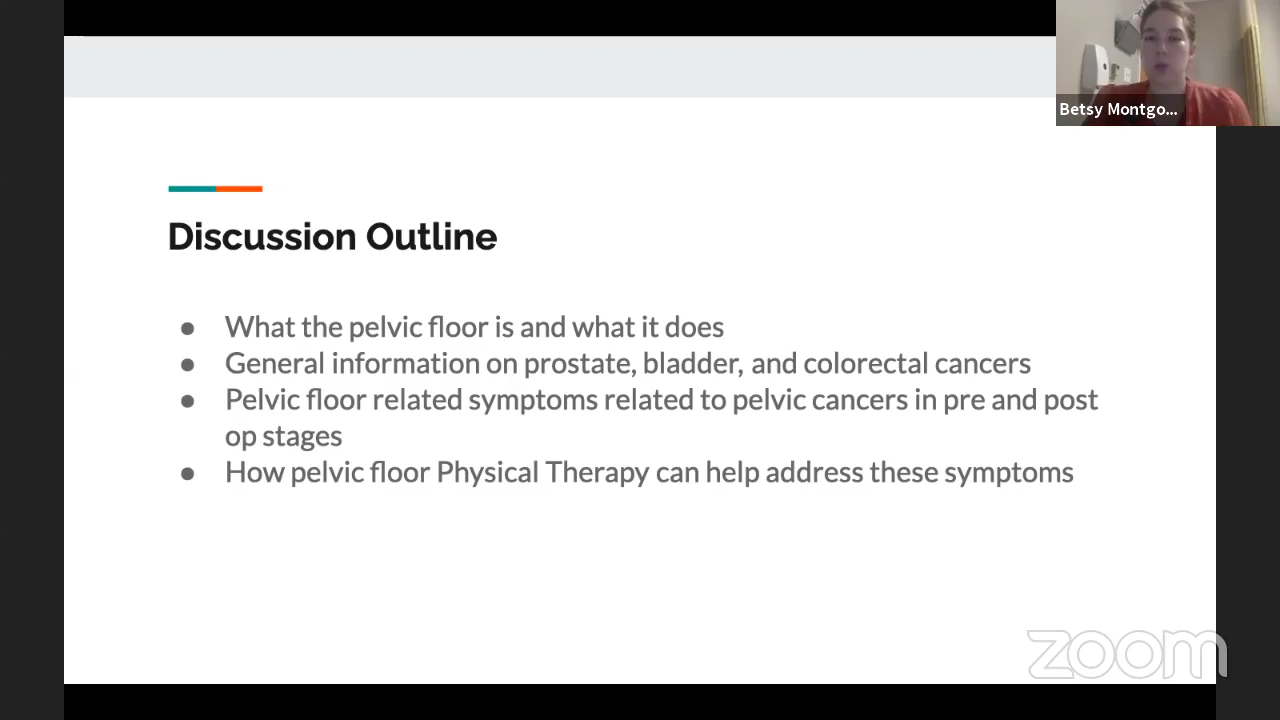 Betsy Montgo...
Discussion Outline
● What the pelvic floor is and what it does
● General information on prostate, bladder, and colorectal cancers
● Pelvic floor related symptoms related to pelvic cancers in pre and post
op stages
● How pelvic floor Physical Therapy can help address these symptoms
zoom